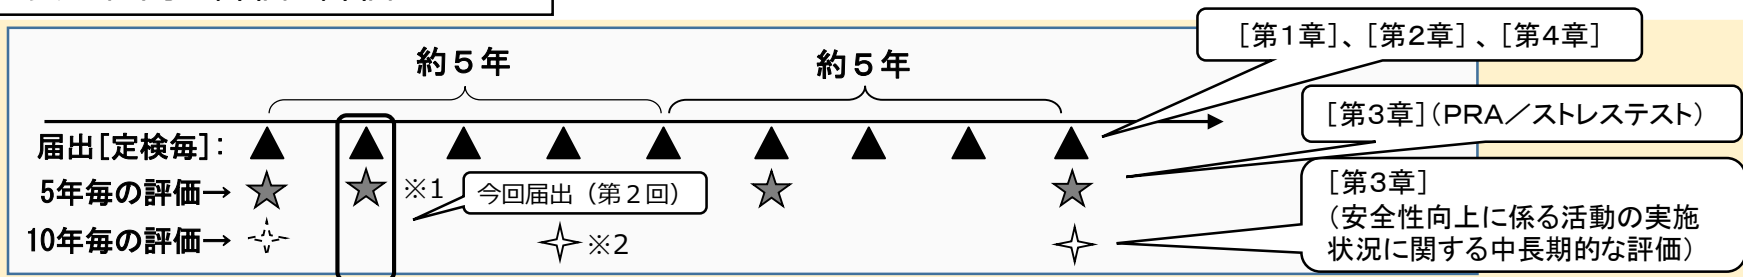 [第1章]、[第2章]、[第4章]
約5年
約5年
[第3章](PRA/ストレステスト)
届出[定検毎]:
5年毎の評価→
※1
今回届出(第2回)
[第3章]
(安全性向上に係る活動の実施
状況に関する中長期的な評価)
10年毎の評価→
※2